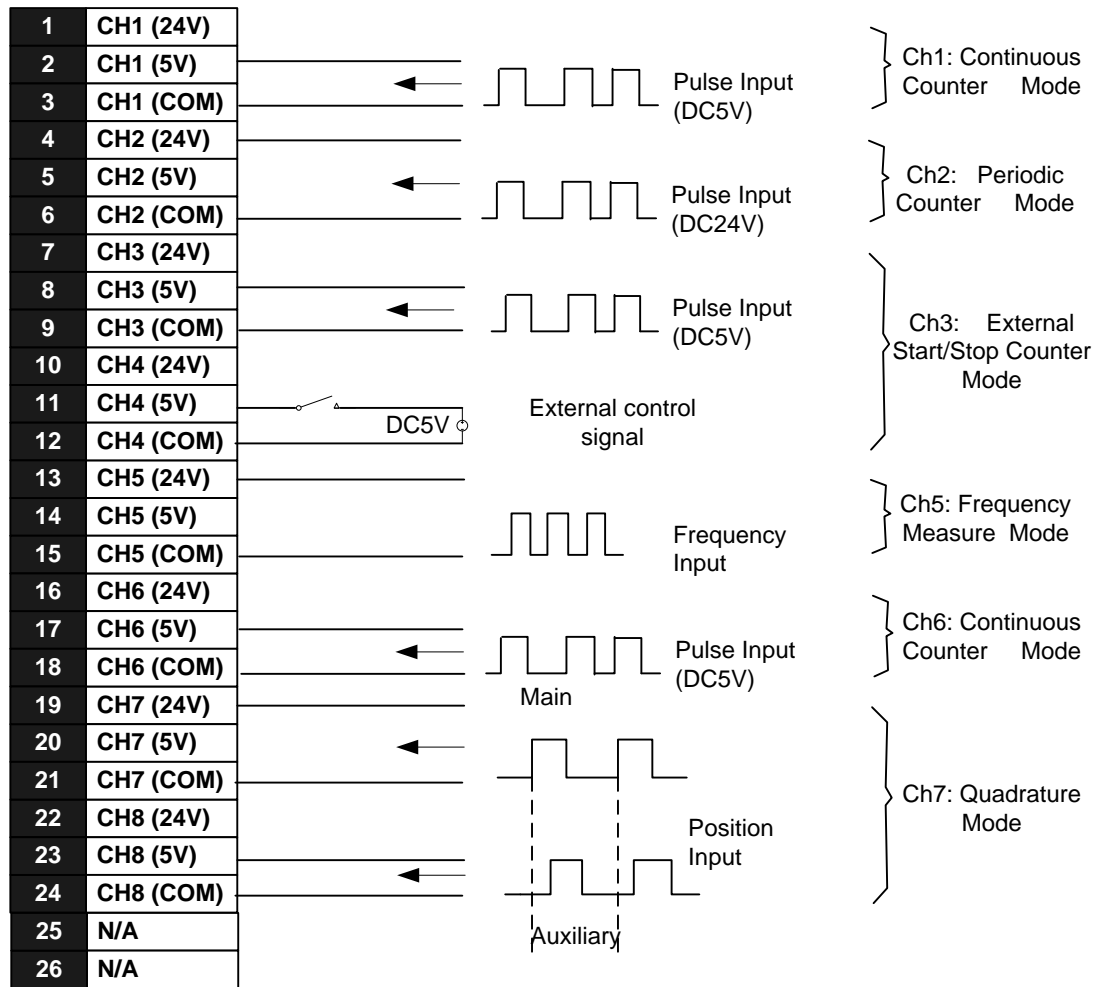 1 CH1 (24V)
2 CH1 (5V)
3 CH1 (COM)
4 CH2 (24V)
5 CH2 (5V)
6 CH2 (COM)
7 CH3 (24V)
8 CH3 (5V)
9 CH3 (COM)
10 CH4 (24V)
11 CH4 (5V)
12 CH4 (COM)
13 CH5 (24V)
14 CH5 (5V)
15 CH5 (COM)
16 CH6 (24V)
17 CH6 (5V)
18 CH6 (COM)
19 CH7 (24V)
20 CH7 (5V)
21 CH7 (COM)
22 CH8 (24V)
23 CH8 (5V)
24 CH8 (COM)
25 N/A
26 N/A
Pulse Input
(DC5V)
Ch1: Continuous
Counter Mode
Pulse Input
(DC24V)
Ch2: Periodic
Counter Mode
Pulse Input
(DC5V)
DC5V
External control
signal
Ch3: External
Start/Stop Counter
Mode
Frequency
Input
Ch5: Frequency
Measure Mode
Pulse Input
(DC5V)
Ch6: Continuous
Counter Mode
Main
Position
Input
Auxiliary
Ch7: Quadrature
Mode